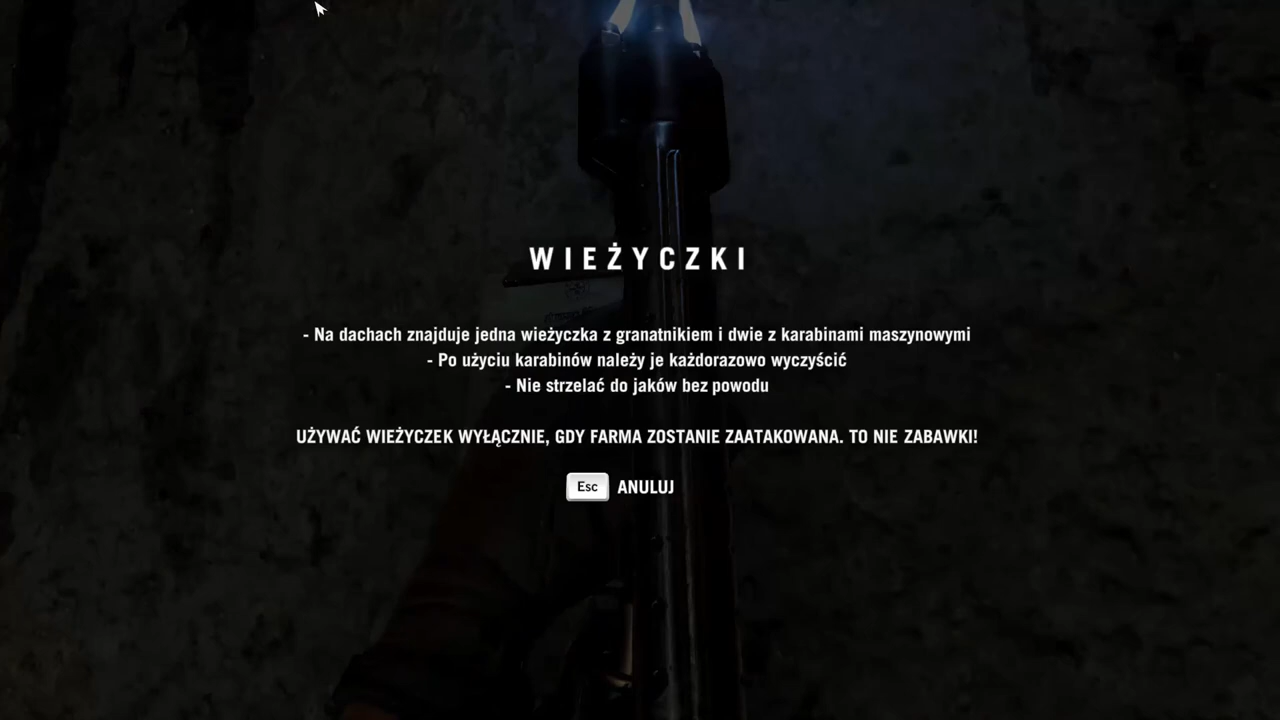 WIEŻYCZKI
- Na dachach znajduje jedna wieżyczka z granatnikiem i dwie z karabinami maszynowymi
- Po użyciu karabinów należy je każdorazowo wyczyścić
- Nie strzelać do jaków bez powodu
UŻYWAĆ WIEŻYCZEK WYŁĄCZNIE, GDY FARMA ZOSTANIE ZAATAKOWANA. TO NIE ZABAWKI!
Esc ANULUJ